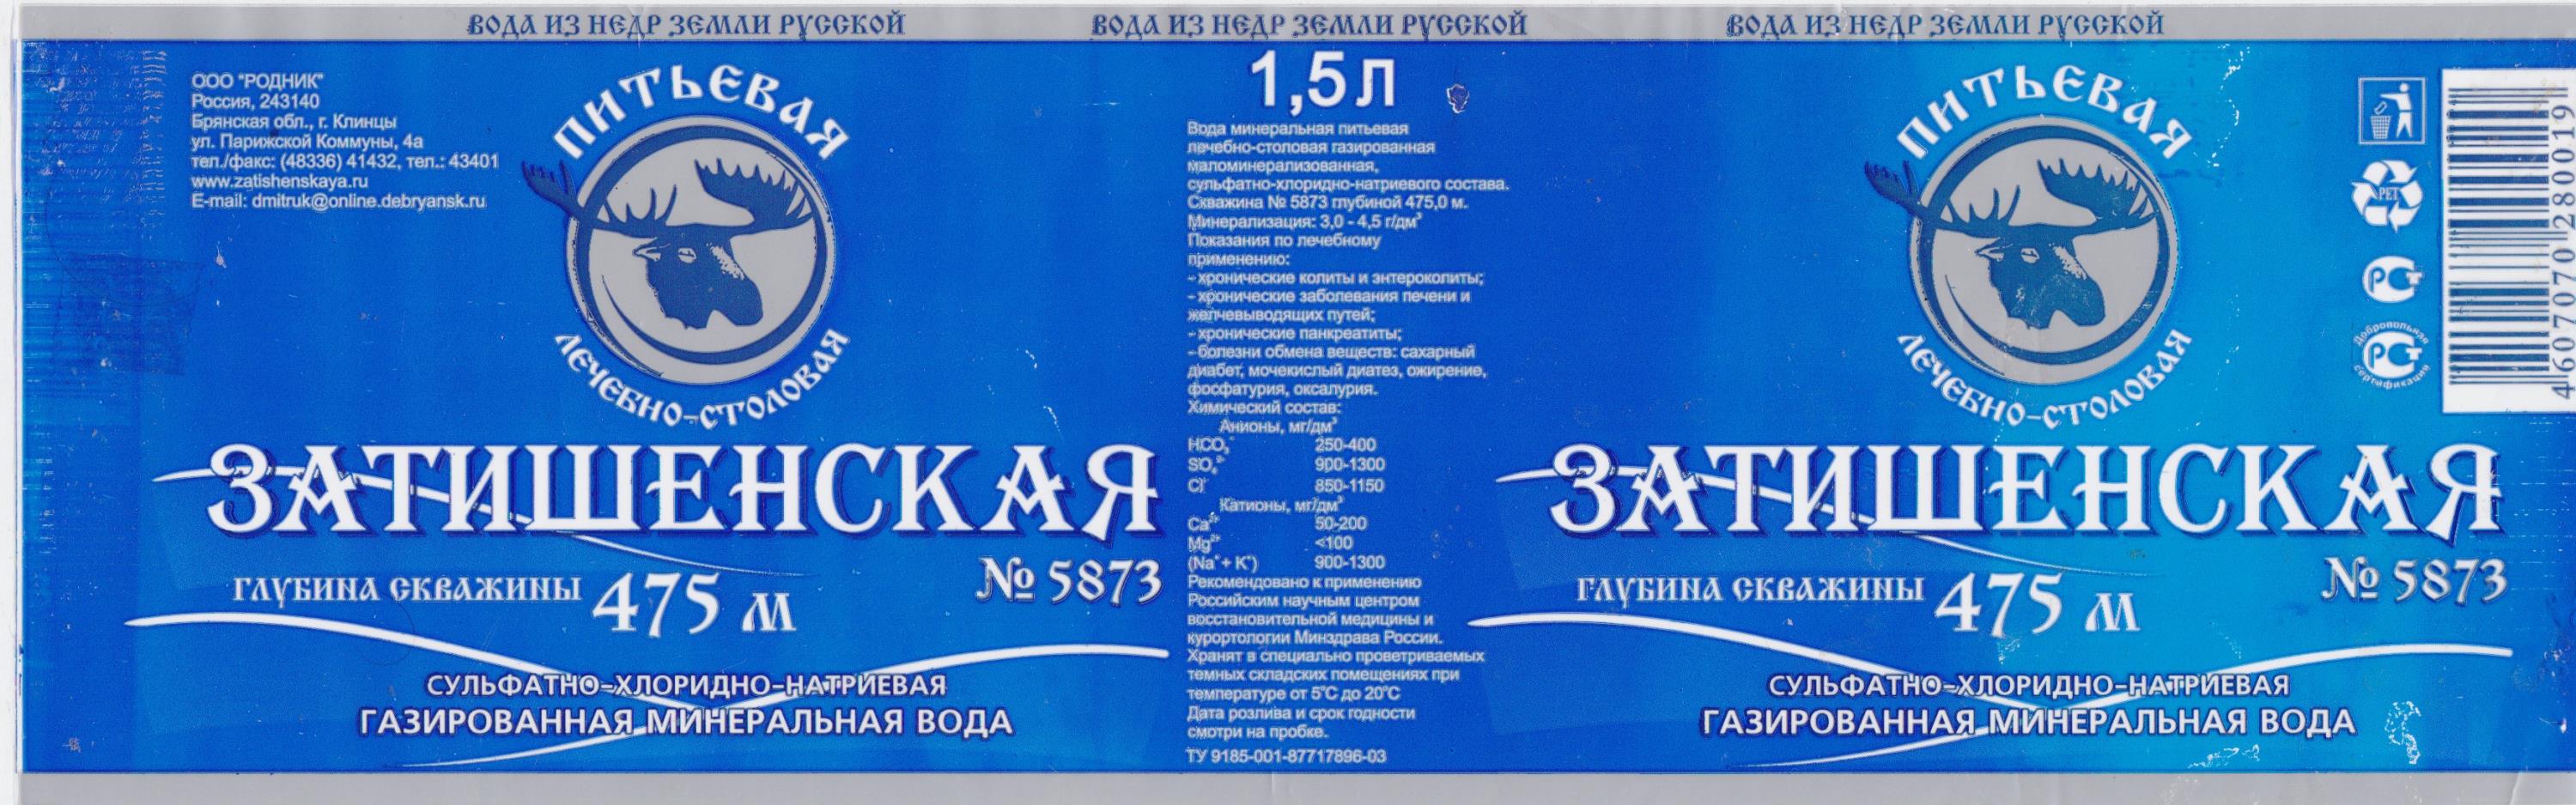 ВОДА ИЗ НЕДР ЗЕМЛИ РУССКОЙ
ВОДА ИЗ НЕДР ЗЕМЛИ РУССКОЙ
ВОДА ИЗ НЕДР ЗЕМЛИ РУССКОЙ
ООО "РОДНИК"
Россия, 243140
Брянская обл., г. Клинцы
ул. Парижской Коммуны, 4а
тел./факс: (48336) 41432, тел.: 43401
www.zatishenskaya.ru
E-mail: dmitruk@online.debryansk.ru
ПИТЬЕВАЯ
ЛЕЧЕБНО-СТОЛОВАЯ
ЗАТИШЕНСКАЯ
№ 5873
ГЛУБИНА СКВАЖИНЫ 475 м
СУЛЬФАТНО-ХЛОРИДНО-НАТРИЕВАЯ
ГАЗИРОВАННАЯ МИНЕРАЛЬНАЯ ВОДА
1,5 Л
Вода минеральная питьевая
лечебно-столовая газированная
маломинерализованная,
сульфатно-хлоридно-натриевого состава.
Скважина № 5873 глубиной 475,0 м.
Минерализация: 3,0 - 4,5 г/дм³
Показания по лечебному
применению:
- хронические колиты и энтероколиты;
- хронические заболевания печени и
желчевыводящих путей;
- хронические панкреатиты;
- болезни обмена веществ: сахарный
диабет, мочекислый диатез, ожирение,
фосфатурия, оксалурия.
Химический состав:
Анионы, мг/дм³
HCO₃⁻ 250-400
SO₄²⁻ 900-1300
Cl⁻ 850-1150
Катионы, мг/дм³
Ca²⁺ 50-200
Mg²⁺ <100
(Na⁺ + K⁺) 900-1300
Рекомендовано к применению
Российским научным центром
восстановительной медицины и
курортологии Минздрава России.
Хранят в специально проветриваемых
темных складских помещениях при
температуре от 5°С до 20°С
Дата розлива и срок годности
смотри на пробке.
ТУ 9185-001-87717896-03
ПИТЬЕВАЯ
ЛЕЧЕБНО-СТОЛОВАЯ
ЗАТИШЕНСКАЯ
№ 5873
ГЛУБИНА СКВАЖИНЫ 475 м
СУЛЬФАТНО-ХЛОРИДНО-НАТРИЕВАЯ
ГАЗИРОВАННАЯ МИНЕРАЛЬНАЯ ВОДА
PET
РСТ
Добровольная
РСТ
сертификация
4607070280019